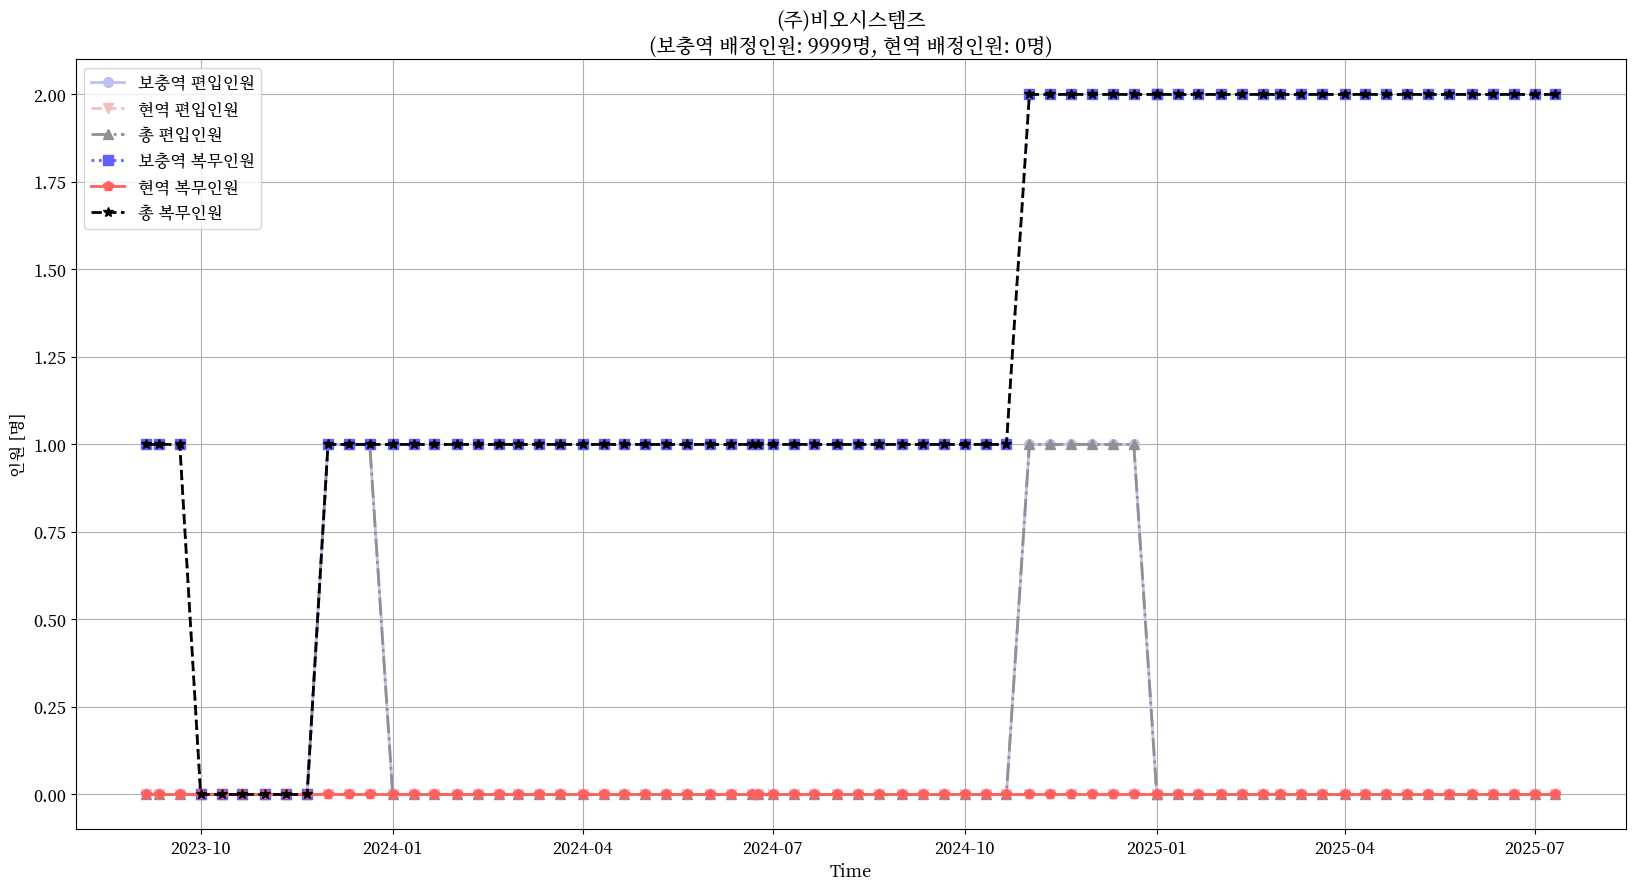 (주)비오시스템즈
(보충역 배정인원: 9999명, 현역 배정인원: 0명)
보충역 편입인원
현역 편입인원
총 편입인원
보충역 복무인원
현역 복무인원
총 복무인원
2.00
1.75
1.50
1.25
1.00
0.75
0.50
0.25
0.00
인원 [명]
2023-10
2024-01
2024-04
2024-07
2024-10
2025-01
2025-04
2025-07
Time